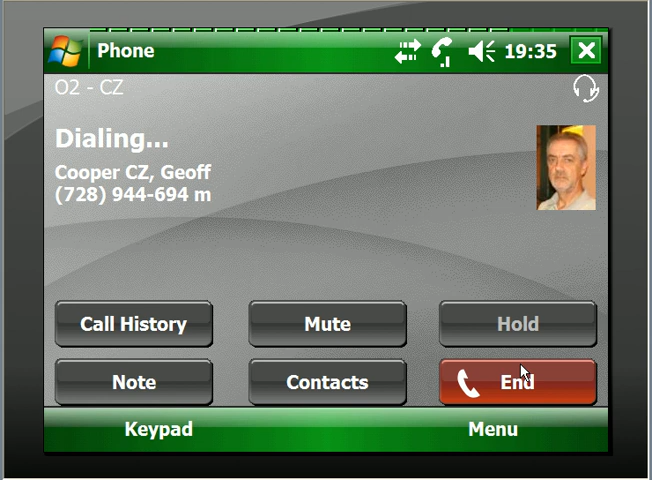 Phone 19:35
O2 - CZ
Dialing...
Cooper CZ, Geoff
(728) 944-694 m
Call History Mute Hold
Note Contacts End
Keypad Menu